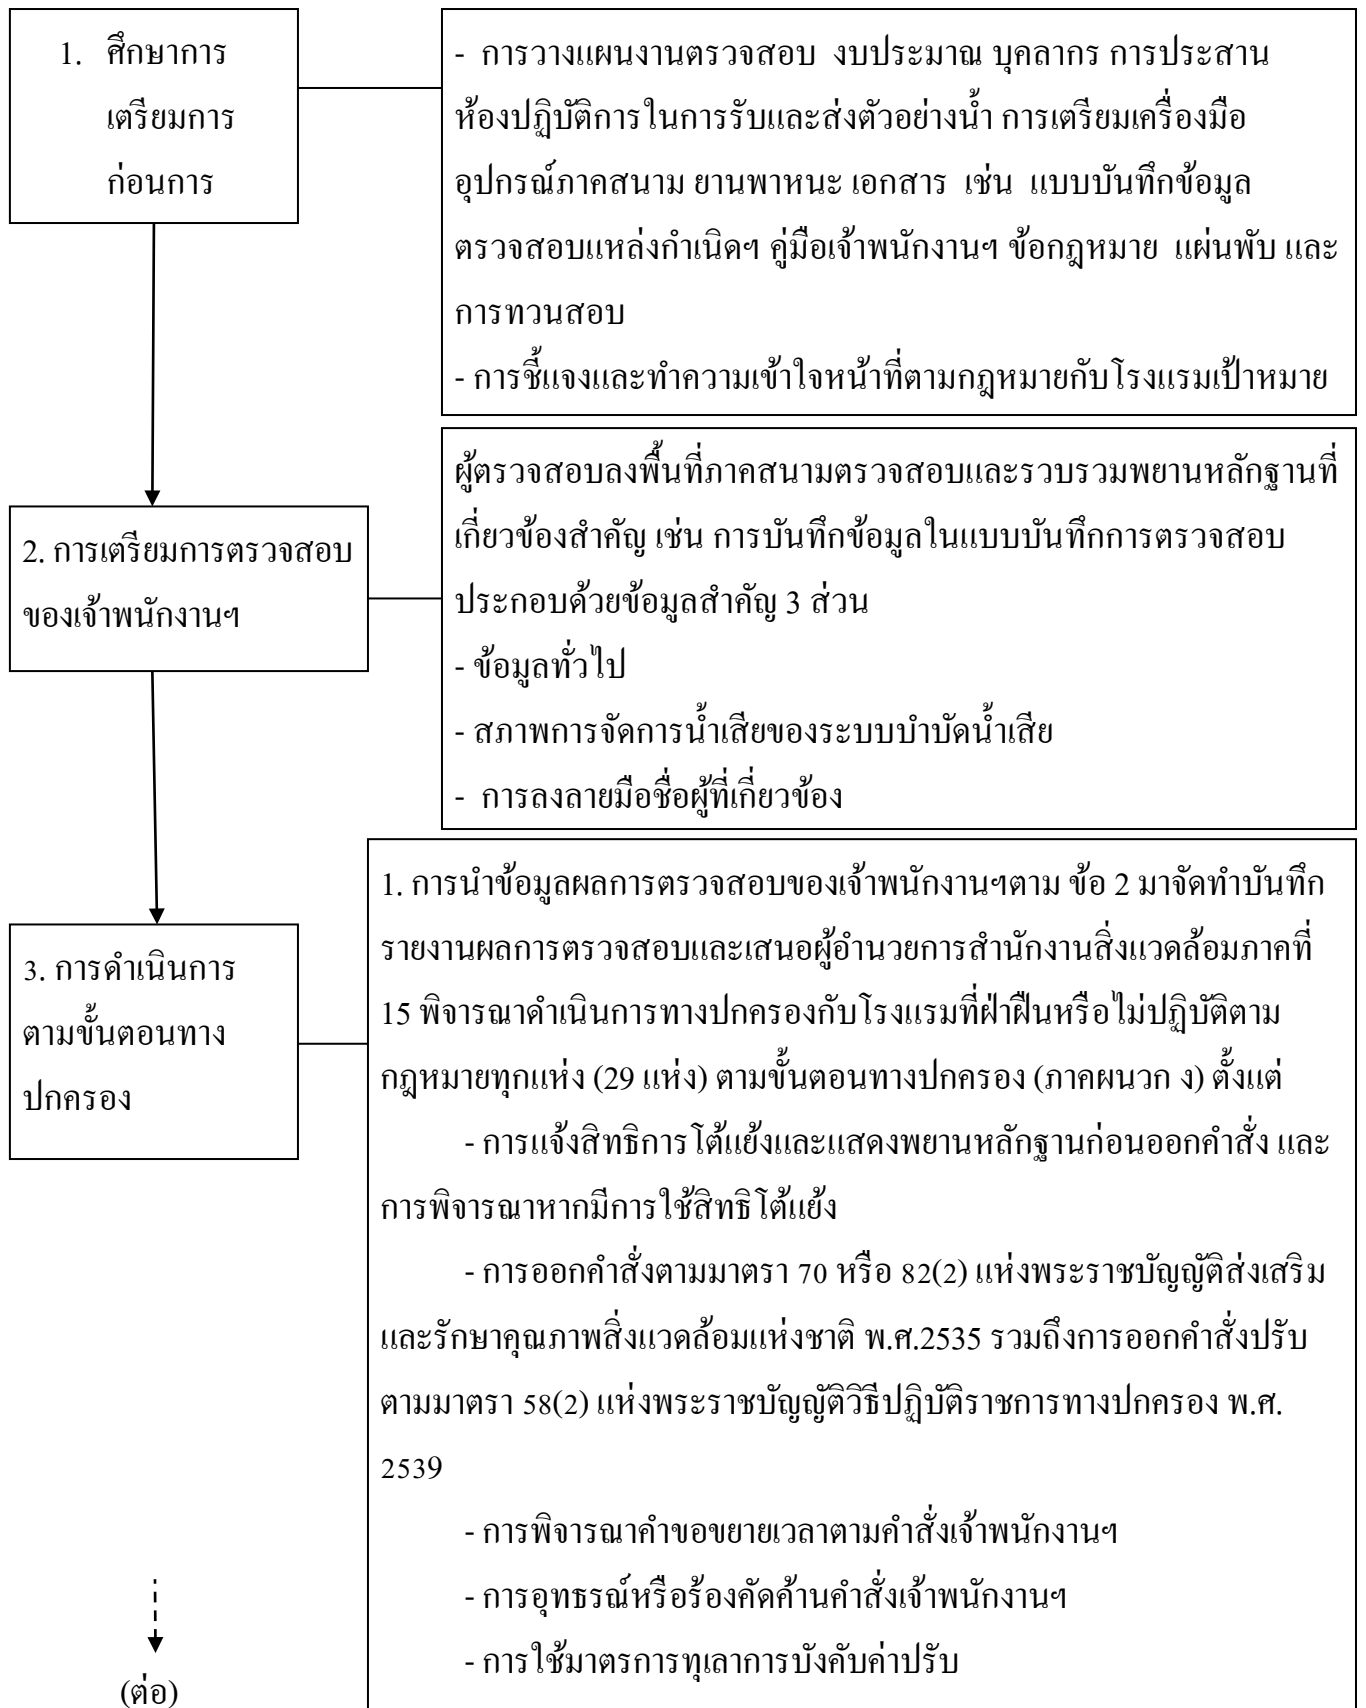 1. ศึกษาการ
เตรียมการ
ก่อนการ
- การวางแผนงานตรวจสอบ งบประมาณ บุคลากร การประสาน
ห้องปฏิบัติการในการรับและส่งตัวอย่างน้ำ การเตรียมเครื่องมือ
อุปกรณ์ภาคสนาม ยานพาหนะ เอกสาร เช่น แบบบันทึกข้อมูล
ตรวจสอบแหล่งกำเนิดฯ คู่มือเจ้าพนักงานฯ ข้อกฎหมาย แผ่นพับ และ
การทวนสอบ
- การชี้แจงและทำความเข้าใจหน้าที่ตามกฎหมายกับโรงแรมเป้าหมาย
2. การเตรียมการตรวจสอบ
ของเจ้าพนักงานฯ
ผู้ตรวจสอบลงพื้นที่ภาคสนามตรวจสอบและรวบรวมพยานหลักฐานที่
เกี่ยวข้องสำคัญ เช่น การบันทึกข้อมูลในแบบบันทึกการตรวจสอบ
ประกอบด้วยข้อมูลสำคัญ 3 ส่วน
- ข้อมูลทั่วไป
- สภาพการจัดการน้ำเสียของระบบบำบัดน้ำเสีย
- การลงลายมือชื่อผู้ที่เกี่ยวข้อง
3. การดำเนินการ
ตามขั้นตอนทาง
ปกครอง
1. การนำข้อมูลผลการตรวจสอบของเจ้าพนักงานฯตาม ข้อ 2 มาจัดทำบันทึก
รายงานผลการตรวจสอบและเสนอผู้อำนวยการสำนักงานสิ่งแวดล้อมภาคที่
15 พิจารณาดำเนินการทางปกครองกับโรงแรมที่ฝ่าฝืนหรือไม่ปฏิบัติตาม
กฎหมายทุกแห่ง (29 แห่ง) ตามขั้นตอนทางปกครอง (ภาคผนวก ง) ตั้งแต่
- การแจ้งสิทธิการโต้แย้งและแสดงพยานหลักฐานก่อนออกคำสั่ง และ
การพิจารณาหากมีการใช้สิทธิโต้แย้ง
- การออกคำสั่งตามมาตรา 70 หรือ 82(2) แห่งพระราชบัญญัติส่งเสริม
และรักษาคุณภาพสิ่งแวดล้อมแห่งชาติ พ.ศ.2535 รวมถึงการออกคำสั่งปรับ
ตามมาตรา 58(2) แห่งพระราชบัญญัติวิธีปฏิบัติราชการทางปกครอง พ.ศ.
2539
- การพิจารณาคำขอขยายเวลาตามคำสั่งเจ้าพนักงานฯ
- การอุทธรณ์หรือร้องคัดค้านคำสั่งเจ้าพนักงานฯ
- การใช้มาตรการทุเลาการบังคับค่าปรับ
(ต่อ)